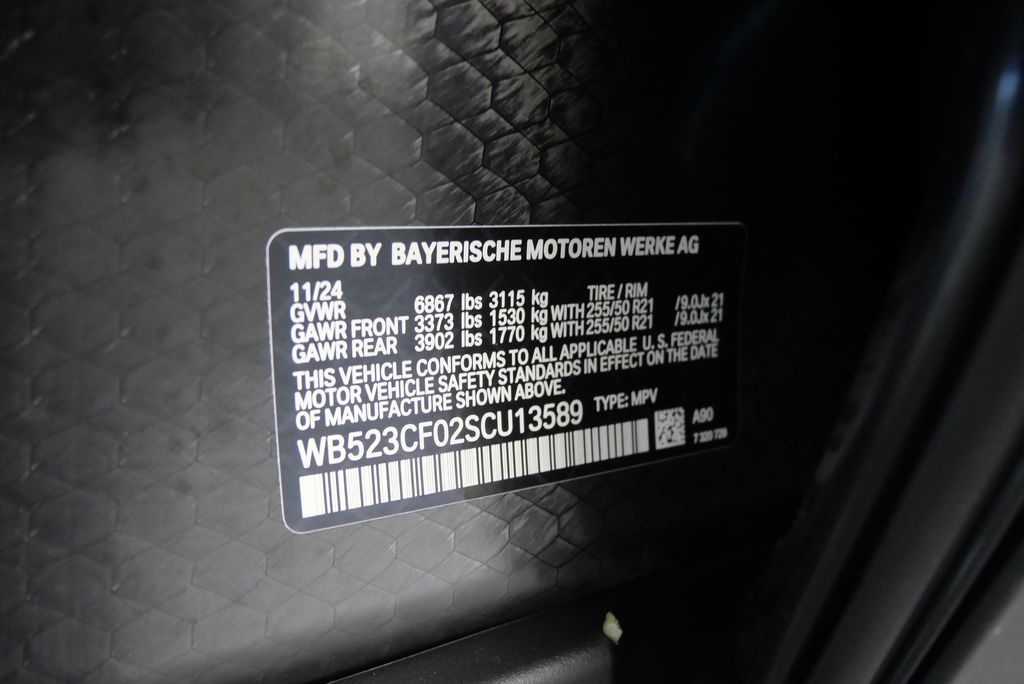 MFD BY BAYERISCHE MOTOREN WERKE AG
11/24 TIRE / RIM
GVWR 6867 lbs 3115 kg
GAWR FRONT 3373 lbs 1530 kg WITH 255/50 R21 /9.0Jx 21
GAWR REAR 3902 lbs 1770 kg WITH 255/50 R21 /9.0Jx 21
THIS VEHICLE CONFORMS TO ALL APPLICABLE U. S. FEDERAL
MOTOR VEHICLE SAFETY STANDARDS IN EFFECT ON THE DATE
OF MANUFACTURE SHOWN ABOVE.
WB523CF02SCU13589 TYPE: MPV
A90
7 320 726